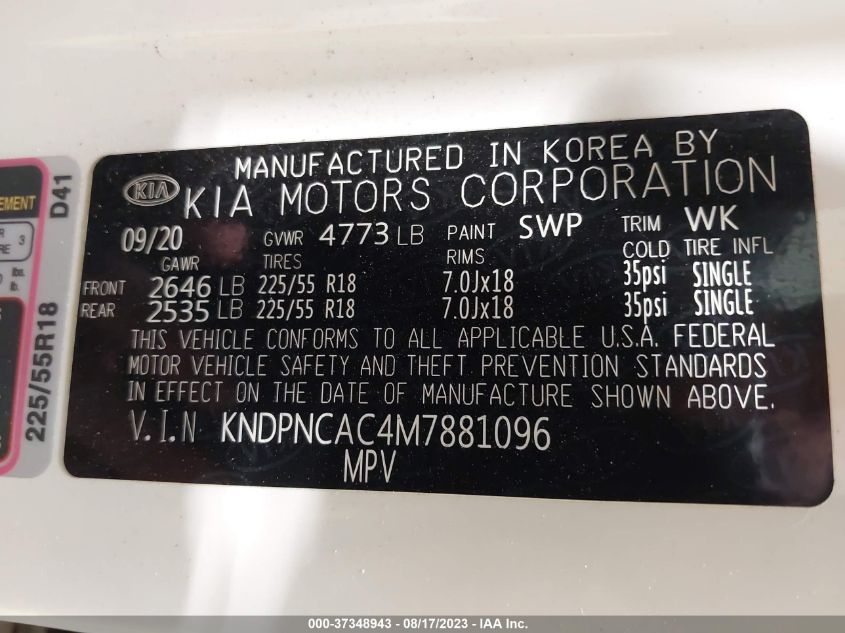 MANUFACTURED IN KOREA BY
KIA KIA MOTORS CORPORATION
09/20 GVWR 4773 LB PAINT SWP TRIM WK
GAWR TIRES RIMS COLD TIRE INFL
FRONT 2646 LB 225/55 R18 7.0Jx18 35psi SINGLE
REAR 2535 LB 225/55 R18 7.0Jx18 35psi SINGLE
THIS VEHICLE CONFORMS TO ALL APPLICABLE U.S.A. FEDERAL
MOTOR VEHICLE SAFETY AND THEFT PREVENTION STANDARDS
IN EFFECT ON THE DATE OF MANUFACTURE SHOWN ABOVE.
V.I.N KNDPNCAC4M7881096
MPV
D41
225/55R18
3
lbs.
lb.
000-37348943 - 08/17/2023 - IAA Inc.